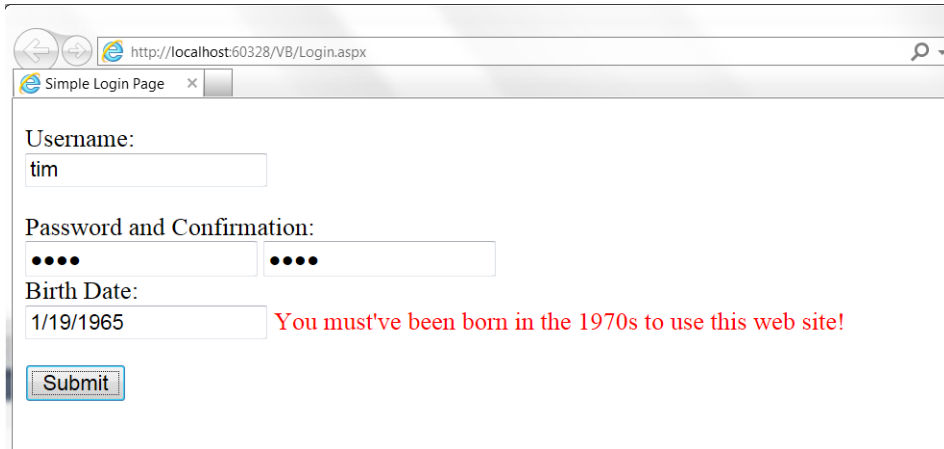 http://localhost:60328/VB/Login.aspx
Simple Login Page
Username:
tim
Password and Confirmation:
•••• ••••
Birth Date:
1/19/1965 You must've been born in the 1970s to use this web site!
Submit